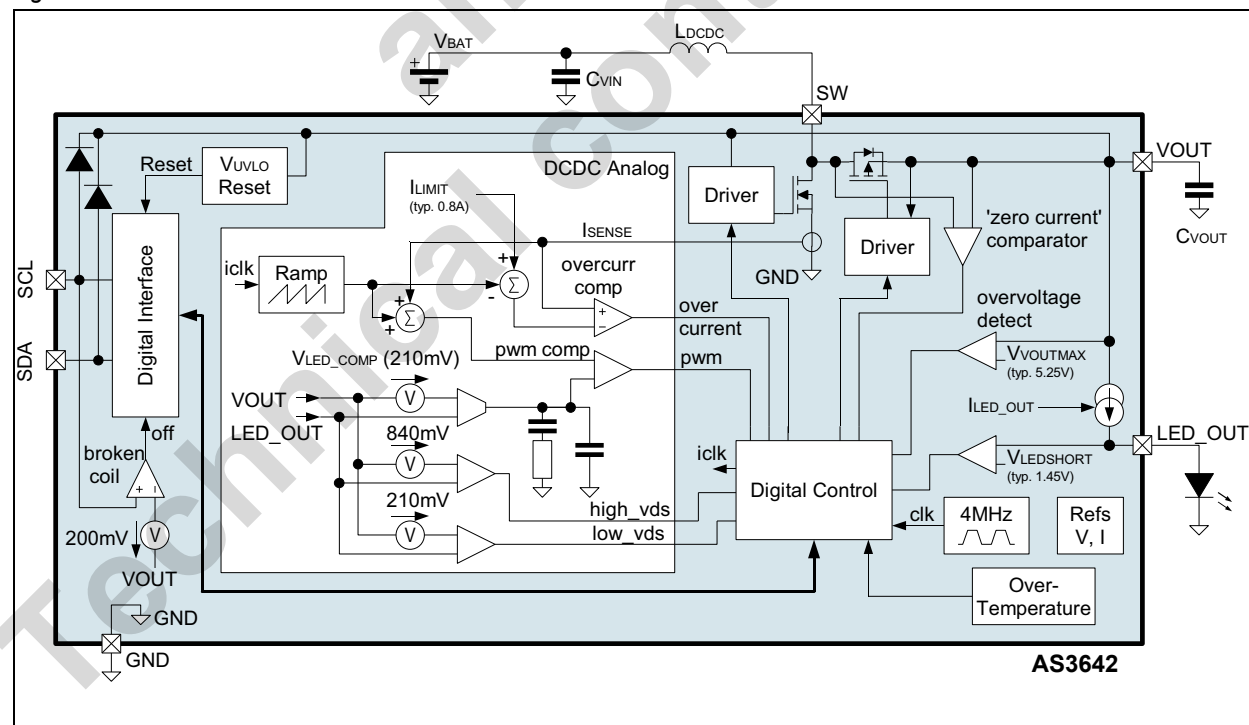 VBAT
LDCDC
CVIN
SW
Reset
VUVLO
Reset
DCDC Analog
VOUT
CVOUT
ILIMIT
(typ. 0.8A)
Driver
Driver
'zero current'
comparator
ISENSE
GND
SCL
SDA
Digital Interface
iclk
Ramp
Σ
Σ
overcurr
comp
over
current
overvoltage
detect
VVOUTMAX
(typ. 5.25V)
VLED_COMP (210mV)
pwm comp
pwm
VOUT
LED_OUT
V
ILED_OUT
LED_OUT
off
broken
coil
840mV
V
iclk
Digital Control
VLEDSHORT
(typ. 1.45V)
210mV
V
high_vds
low_vds
clk
4MHz
Refs
V, I
200mV
V
VOUT
Over-
Temperature
GND
GND
AS3642
Technical con
a